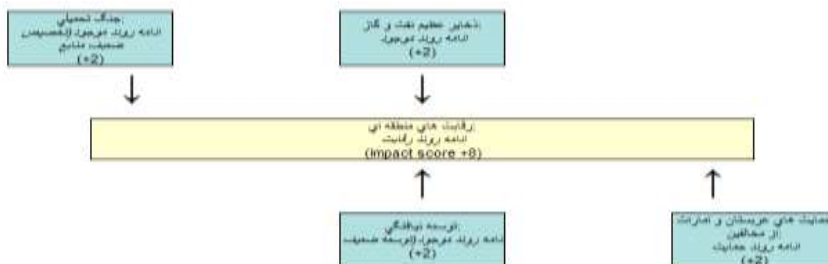 جنگ تحمیلی:
ادامه روند موجود (تخصیص
ضعیف منابع
(+2)
ذخایر عظیم نفت و گاز:
ادامه روند موجود
(+2)
رقابت های منطقه ای:
ادامه روند رقابت
(Impact score +8)
توسعه نیافتگی:
ادامه روند موجود (توسعه ضعیف
(+2)
حمایت های عربستان و امارات
از مخالفین:
ادامه روند حمایت
(+2)